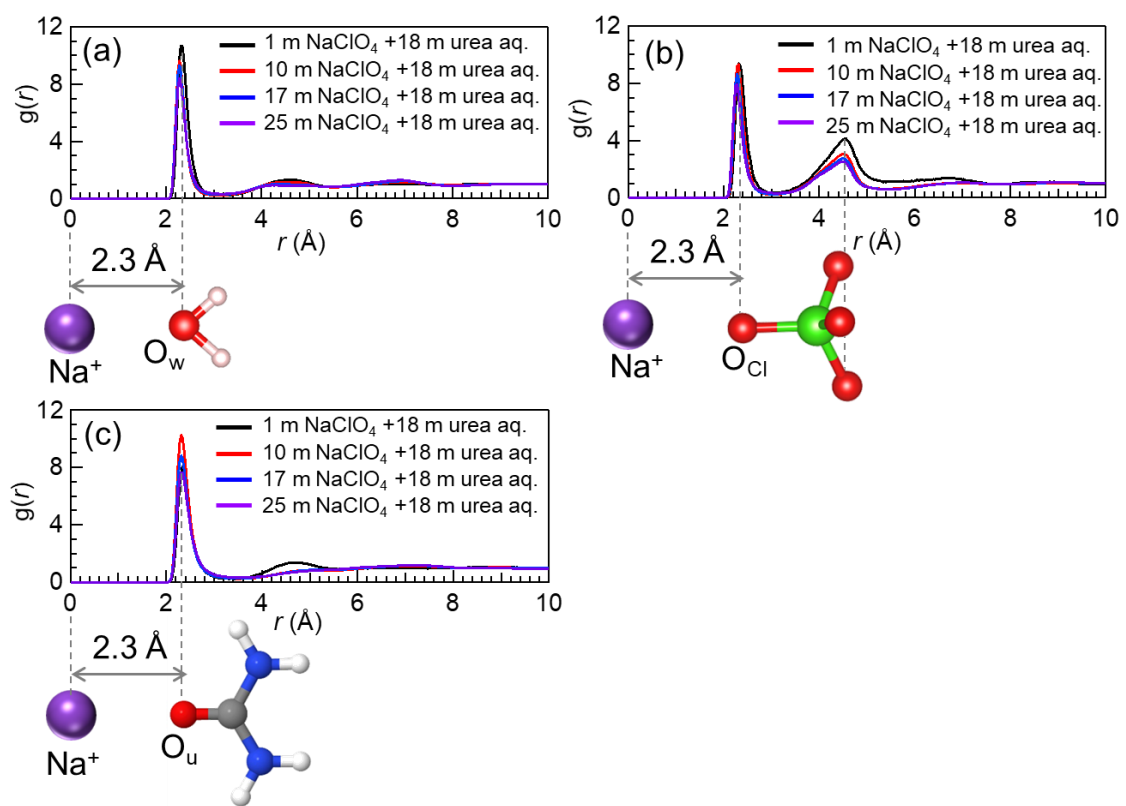 (a)
g(r)
12
8
4
0
1 m NaClO₄ +18 m urea aq.
10 m NaClO₄ +18 m urea aq.
17 m NaClO₄ +18 m urea aq.
25 m NaClO₄ +18 m urea aq.
0 2 4 6 8 10
r (Å)
2.3 Å
Na⁺
O_w
(b)
g(r)
12
8
4
0
1 m NaClO₄ +18 m urea aq.
10 m NaClO₄ +18 m urea aq.
17 m NaClO₄ +18 m urea aq.
25 m NaClO₄ +18 m urea aq.
0 2 4 6 8 10
r (Å)
2.3 Å
Na⁺
O_Cl
(c)
g(r)
12
8
4
0
1 m NaClO₄ +18 m urea aq.
10 m NaClO₄ +18 m urea aq.
17 m NaClO₄ +18 m urea aq.
25 m NaClO₄ +18 m urea aq.
0 2 4 6 8 10
r (Å)
2.3 Å
Na⁺
O_u